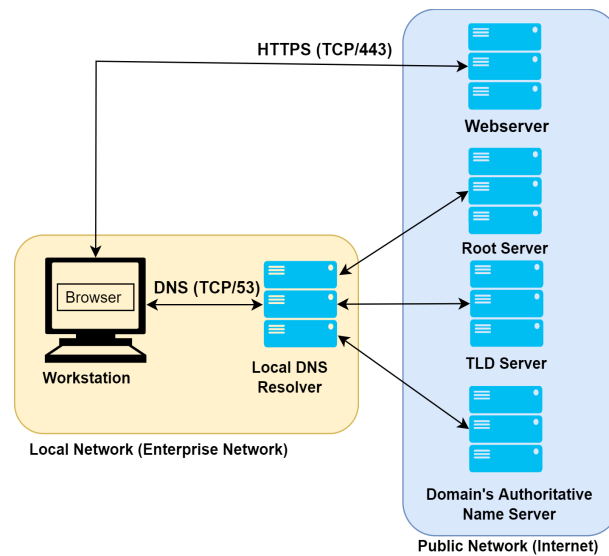 HTTPS (TCP/443)
Webserver
Root Server
DNS (TCP/53)
Browser
Workstation
Local DNS
Resolver
TLD Server
Local Network (Enterprise Network)
Domain's Authoritative
Name Server
Public Network (Internet)